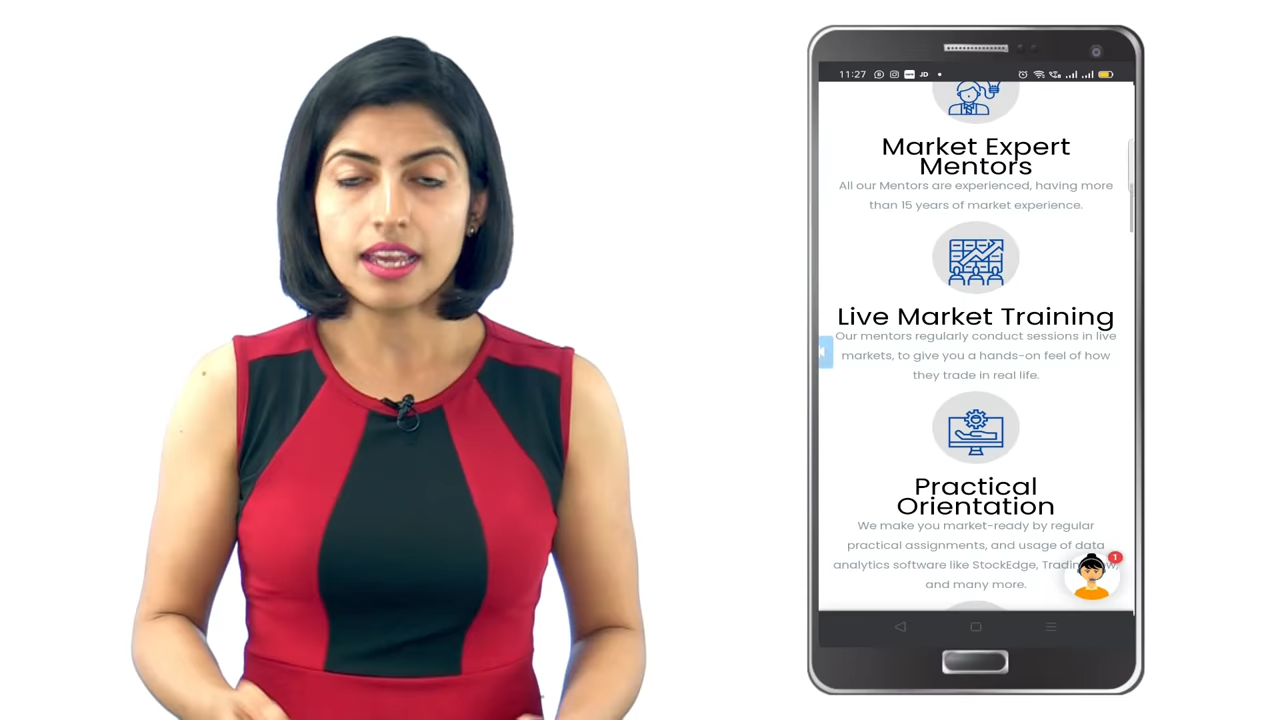 11:27
JD
Market Expert
Mentors
All our Mentors are experienced, having more
than 15 years of market experience.
Live Market Training
Our mentors regularly conduct sessions in live
markets, to give you a hands-on feel of how
they trade in real life.
Practical
Orientation
We make you market-ready by regular
practical assignments, and usage of data
analytics software like StockEdge,
and many more.
1